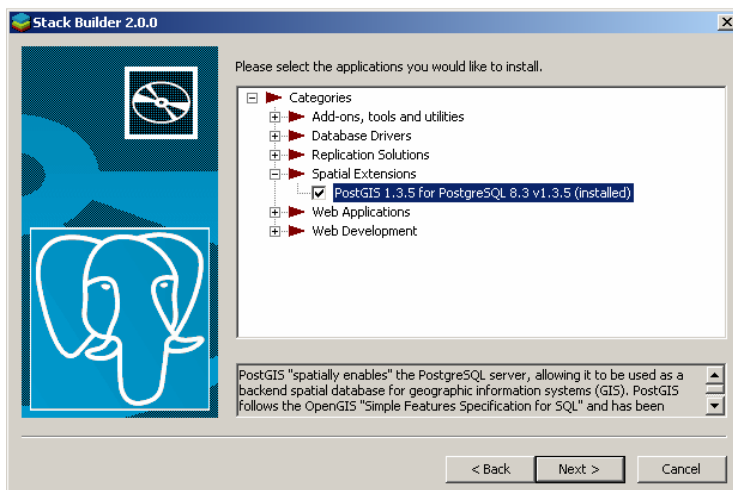 Stack Builder 2.0.0
Please select the applications you would like to install.
Categories
Add-ons, tools and utilities
Database Drivers
Replication Solutions
Spatial Extensions
PostGIS 1.3.5 for PostgreSQL 8.3 v1.3.5 (installed)
Web Applications
Web Development
PostGIS "spatially enables" the PostgreSQL server, allowing it to be used as a
backend spatial database for geographic information systems (GIS). PostGIS
follows the OpenGIS "Simple Features Specification for SQL" and has been
< Back Next > Cancel